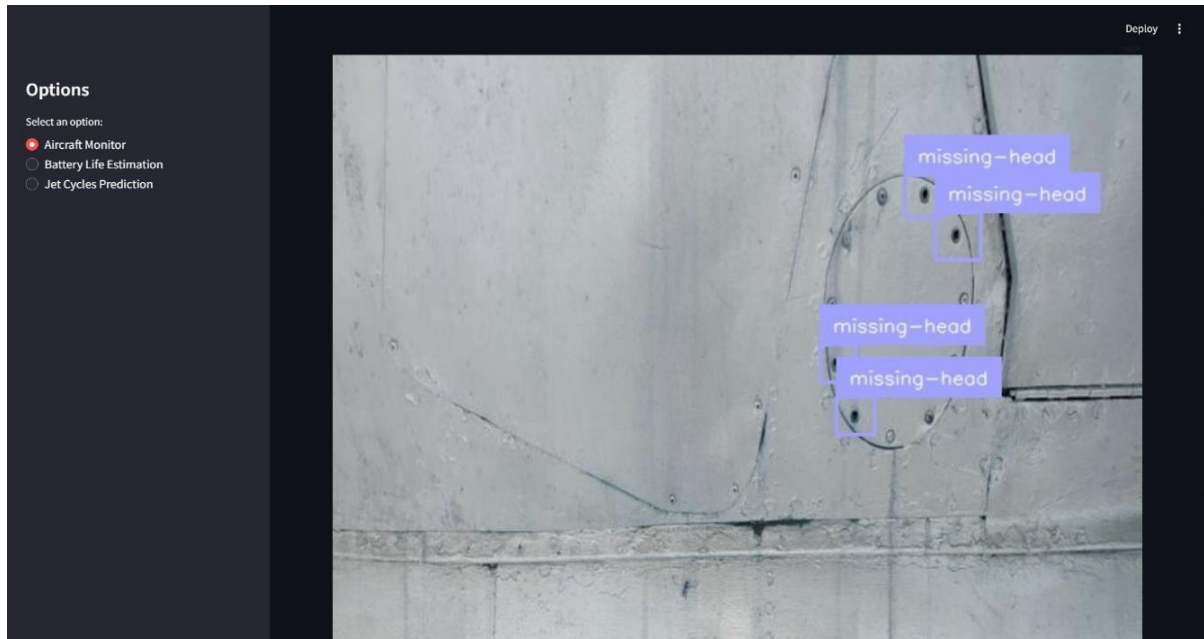 Deploy
Options
Select an option:
Aircraft Monitor
Battery Life Estimation
Jet Cycles Prediction
missing-head
missing-head
missing-head
missing-head